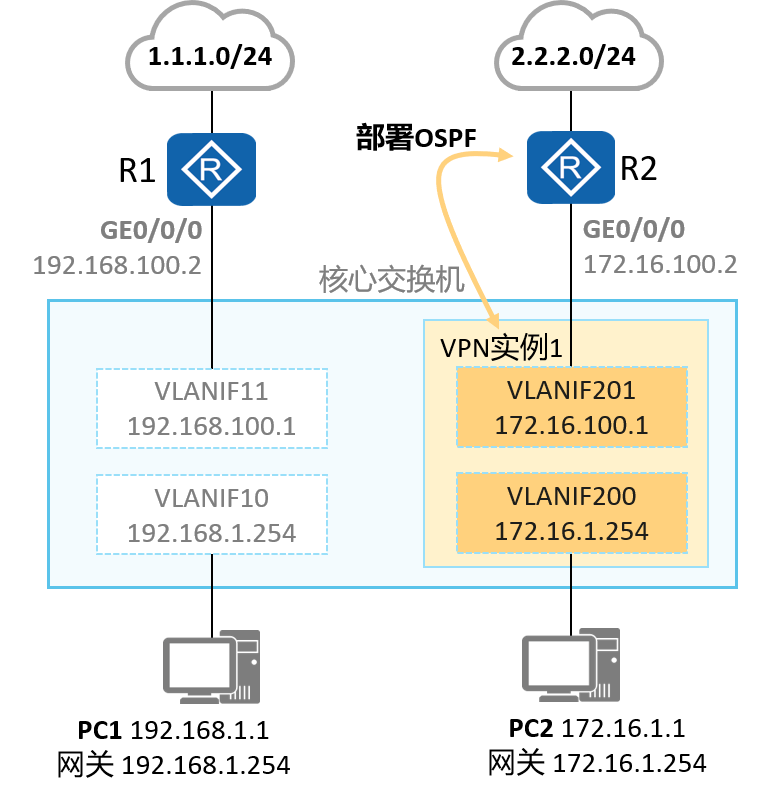 1.1.1.0/24
2.2.2.0/24
部署OSPF
R1
R
R
R2
GE0/0/0
192.168.100.2
GE0/0/0
172.16.100.2
核心交换机
VPN实例1
VLANIF11
192.168.100.1
VLANIF201
172.16.100.1
VLANIF10
192.168.1.254
VLANIF200
172.16.1.254
PC1 192.168.1.1
网关 192.168.1.254
PC2 172.16.1.1
网关 172.16.1.254